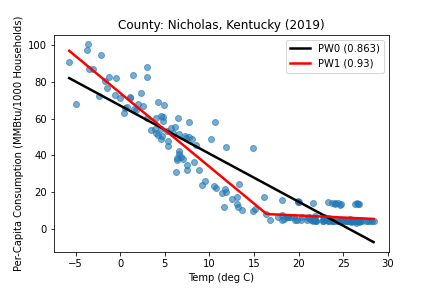 County: Nicholas, Kentucky (2019)
Per-Capita Consumption (MMBtu/1000 Households)
100
80
60
40
20
0
PW0 (0.863)
PW1 (0.93)
−5 0 5 10 15 20 25 30
Temp (deg C)